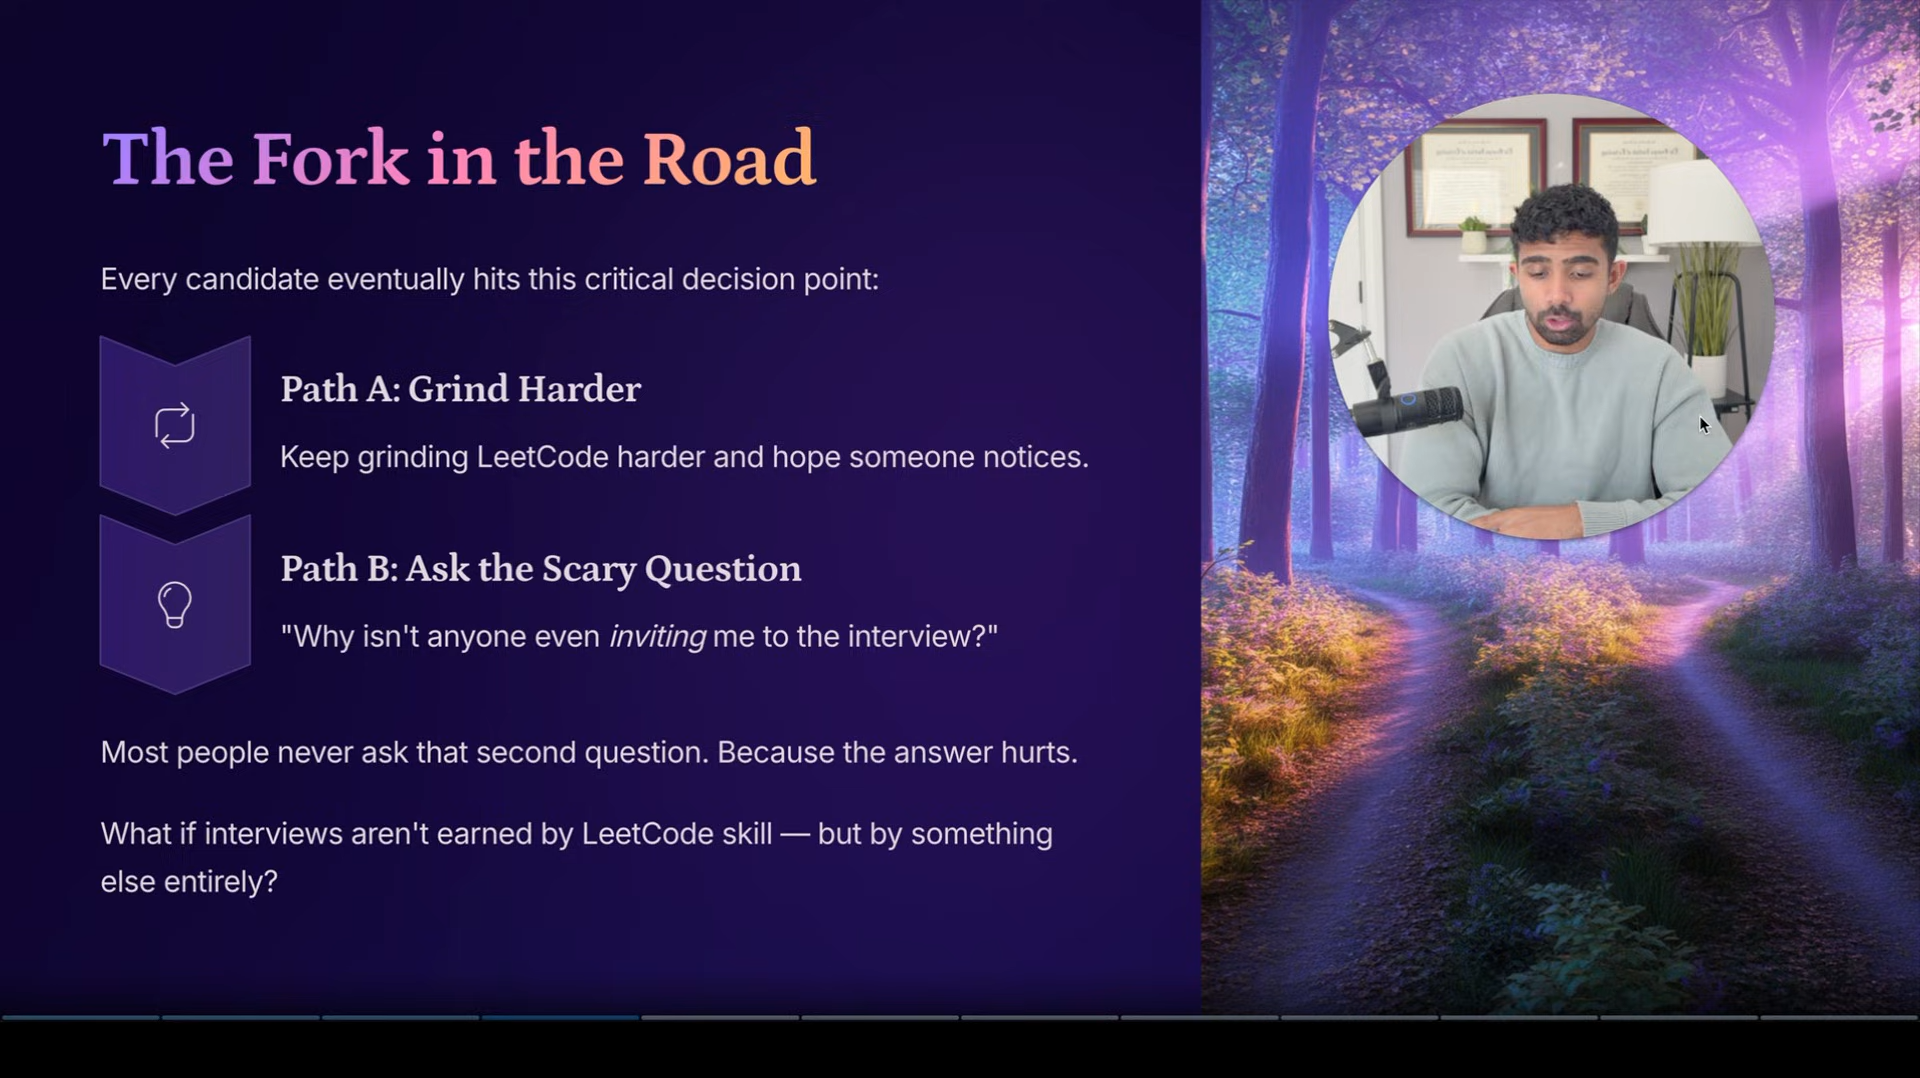 The Fork in the Road
Every candidate eventually hits this critical decision point:
Path A: Grind Harder
Keep grinding LeetCode harder and hope someone notices.
Path B: Ask the Scary Question
"Why isn't anyone even inviting me to the interview?"
Most people never ask that second question. Because the answer hurts.
What if interviews aren't earned by LeetCode skill — but by something
else entirely?